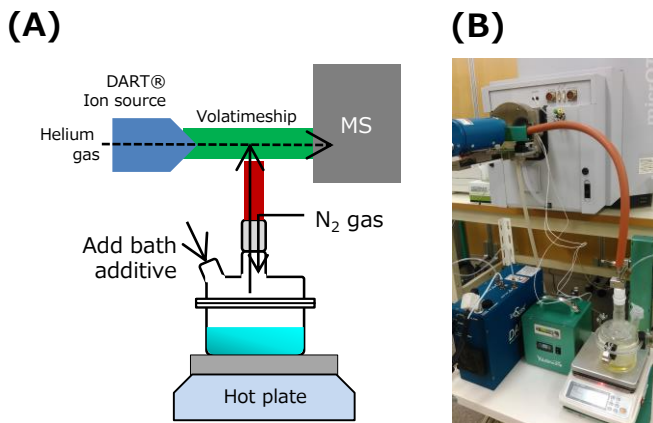 (A)
(B)
DART®
Ion source
Volatimeship
MS
Helium
gas
N₂ gas
Add bath
additive
Hot plate